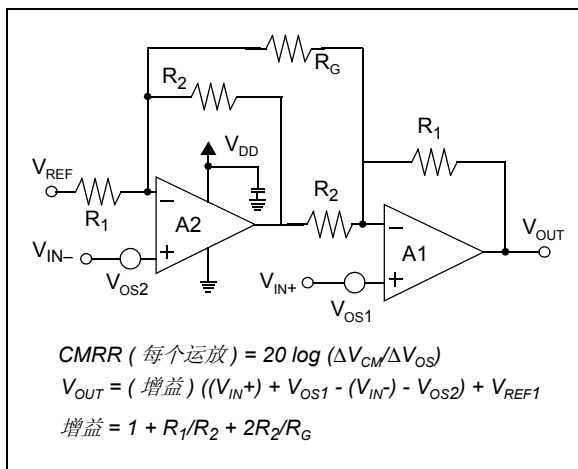 R_G
R_2
V_DD
R_1
V_REF
R_1
R_2
A2
V_OUT
V_IN–
V_OS2
A1
V_IN+
V_OS1
CMRR ( 每个运放 ) = 20 log (ΔV_CM/ΔV_OS)
V_OUT = ( 增益 ) ((V_IN+) + V_OS1 - (V_IN-) - V_OS2) + V_REF1
增益 = 1 + R_1/R_2 + 2R_2/R_G